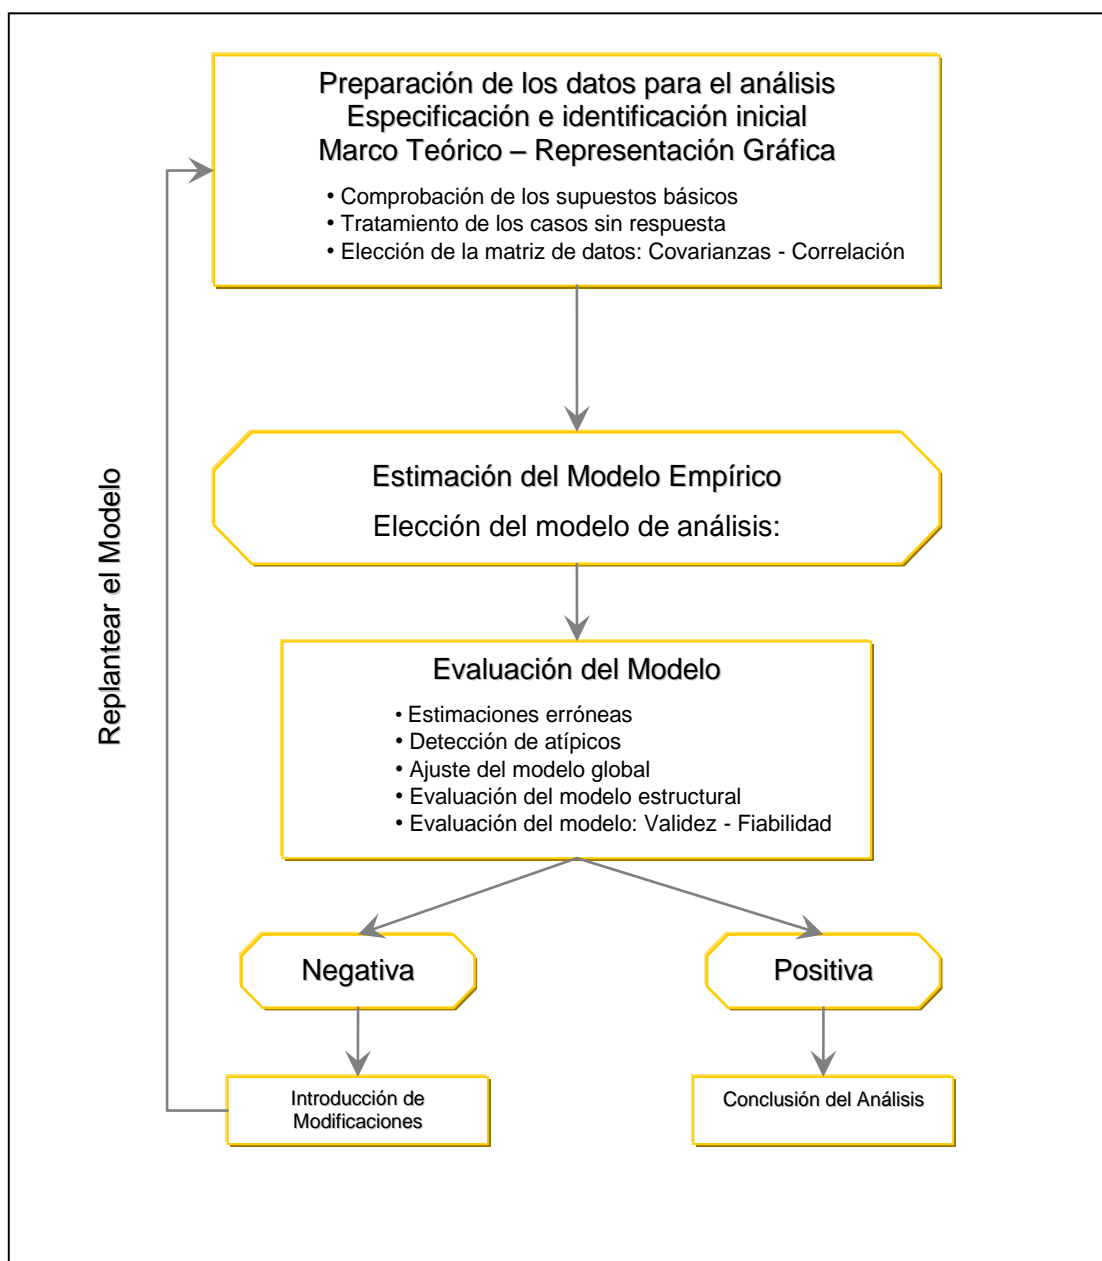 Preparación de los datos para el análisis
Especificación e identificación inicial
Marco Teórico – Representación Gráfica
• Comprobación de los supuestos básicos
• Tratamiento de los casos sin respuesta
• Elección de la matriz de datos: Covarianzas - Correlación
Replantear el Modelo
Estimación del Modelo Empírico
Elección del modelo de análisis:
Evaluación del Modelo
• Estimaciones erróneas
• Detección de atípicos
• Ajuste del modelo global
• Evaluación del modelo estructural
• Evaluación del modelo: Validez - Fiabilidad
Negativa
Positiva
Introducción de
Modificaciones
Conclusión del Análisis